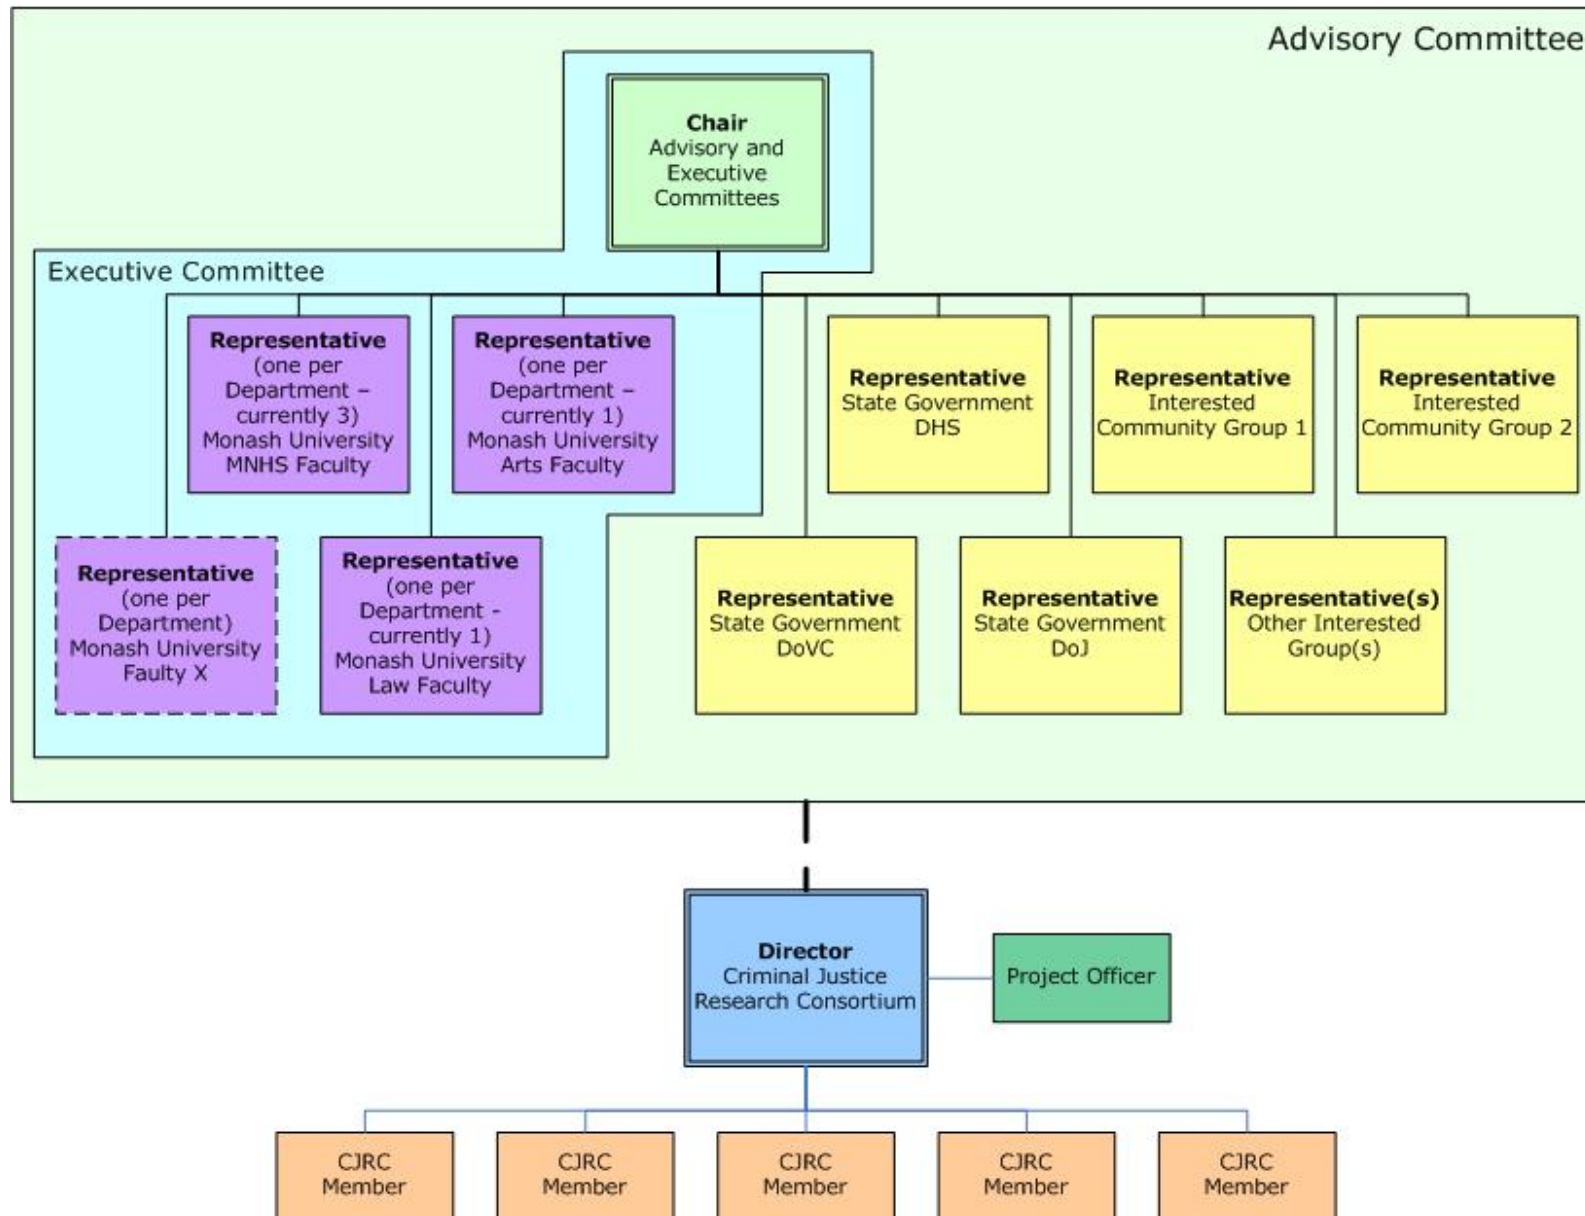 Advisory Committee
Chair
Advisory and
Executive
Committees
Executive Committee
Representative
(one per
Department –
currently 3)
Monash University
MNHS Faculty
Representative
(one per
Department –
currently 1)
Monash University
Arts Faculty
Representative
State Government
DHS
Representative
Interested
Community Group 1
Representative
Interested
Community Group 2
Representative
(one per
Department)
Monash University
Faulty X
Representative
(one per
Department -
currently 1)
Monash University
Law Faculty
Representative
State Government
DoVC
Representative
State Government
DoJ
Representative(s)
Other Interested
Group(s)
Director
Criminal Justice
Research Consortium
Project Officer
CJRC
Member
CJRC
Member
CJRC
Member
CJRC
Member
CJRC
Member